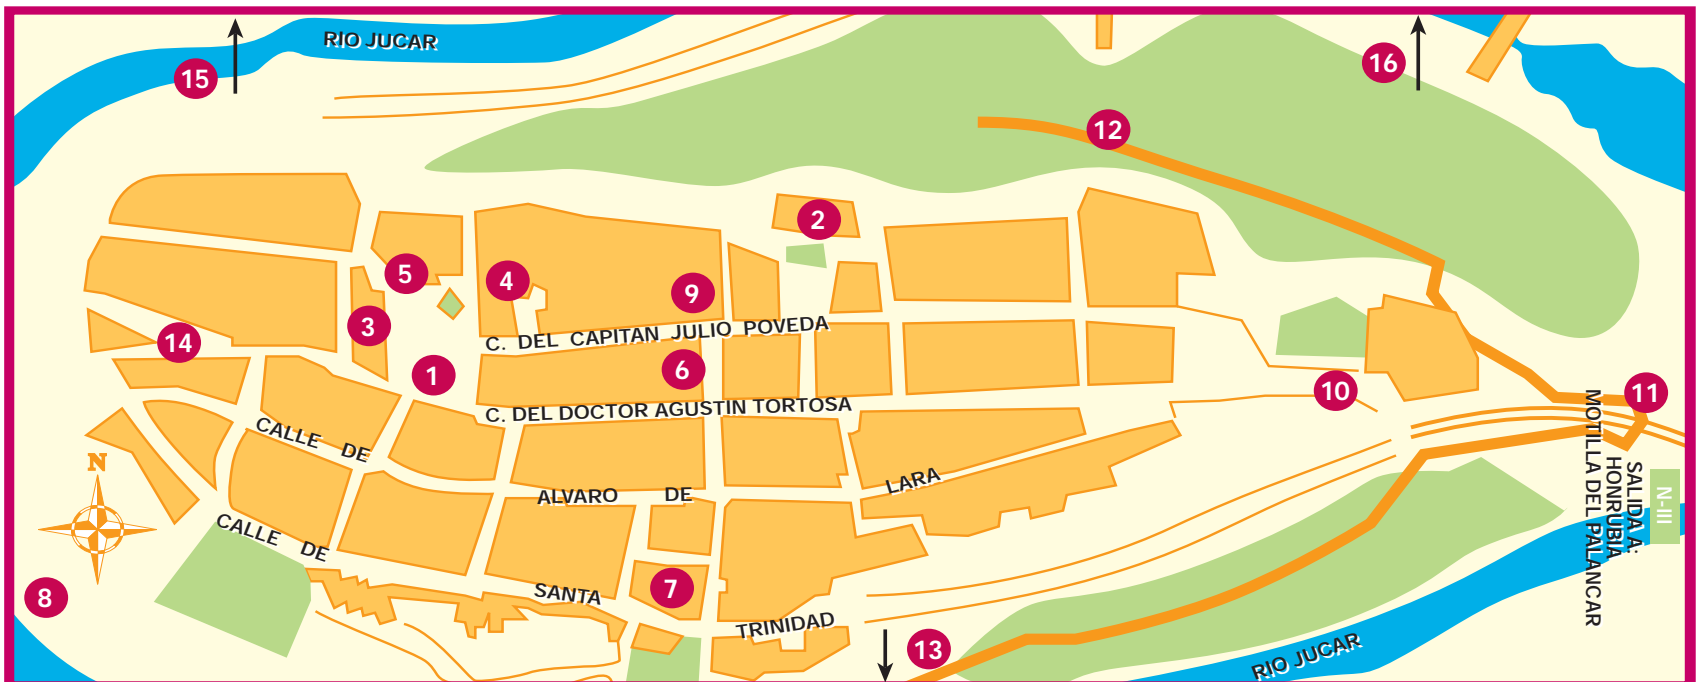 RIO JUCAR
15
16
12
2
5
4
9
3
C. DEL CAPITAN JULIO POVEDA
14
1
6
10
11
C. DEL DOCTOR AGUSTIN TORTOSA
CALLE DE
ALVARO DE
LARA
N
CALLE DE
SANTA
TRINIDAD
7
8
13
RIO JUCAR
SALIDA A:
HONRUBIA
MOTILLA DEL PALANCAR
N-III